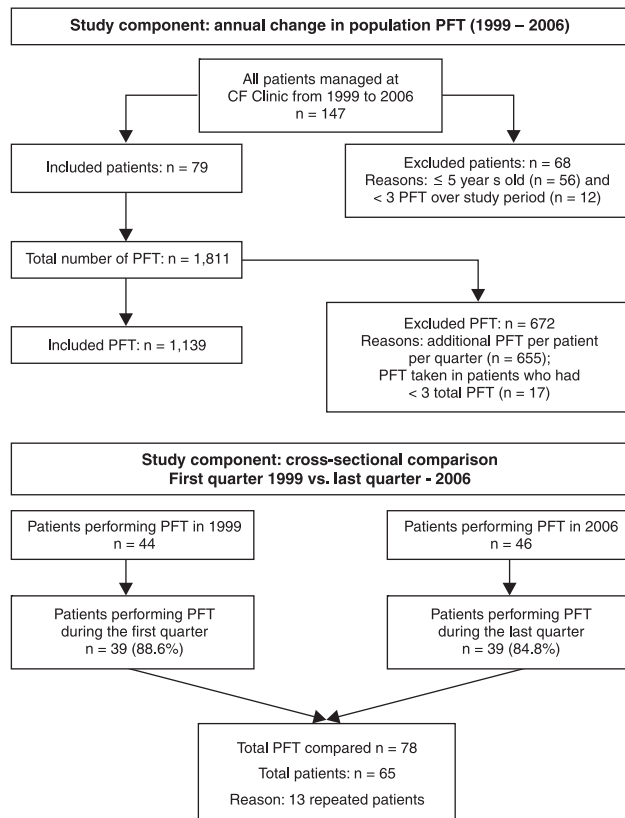 Study component: annual change in population PFT (1999 – 2006)
All patients managed at
CF Clinic from 1999 to 2006
n = 147
Included patients: n = 79
Excluded patients: n = 68
Reasons: ≤ 5 year s old (n = 56) and
< 3 PFT over study period (n = 12)
Total number of PFT: n = 1,811
Included PFT: n = 1,139
Excluded PFT: n = 672
Reasons: additional PFT per patient
per quarter (n = 655);
PFT taken in patients who had
< 3 total PFT (n = 17)
Study component: cross-sectional comparison
First quarter 1999 vs. last quarter - 2006
Patients performing PFT in 1999
n = 44
Patients performing PFT in 2006
n = 46
Patients performing PFT
during the first quarter
n = 39 (88.6%)
Patients performing PFT
during the last quarter
n = 39 (84.8%)
Total PFT compared n = 78
Total patients: n = 65
Reason: 13 repeated patients